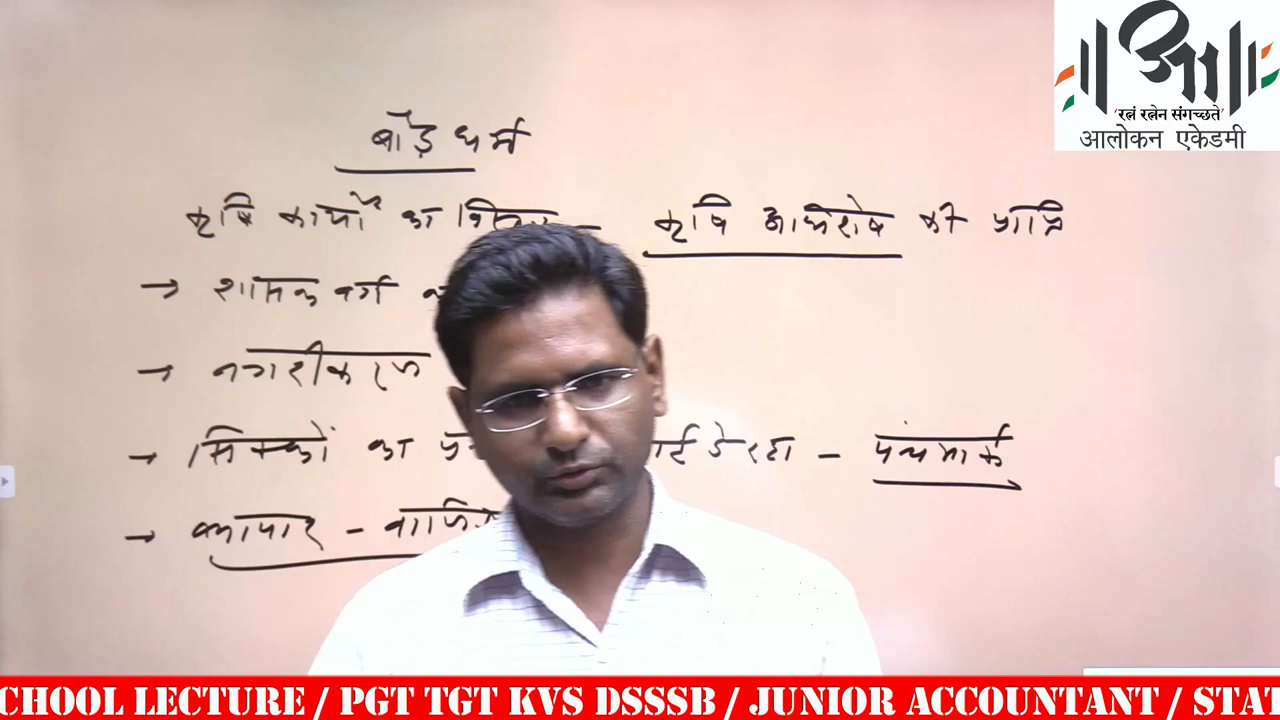 बौद्ध धर्म
कृषि कार्यों का - कृषि अधिशेष की प्राप्ति
→ शासक वर्ग
→ नगरीकरण
→ सिक्कों का - पंचमार्क
→ व्यापार -
'रत्नं रत्नेन संगच्छते'
आलोकन एकेडमी
CHOOL LECTURE / PGT TGT KVS DSSSB / JUNIOR ACCOUNTANT / STAT